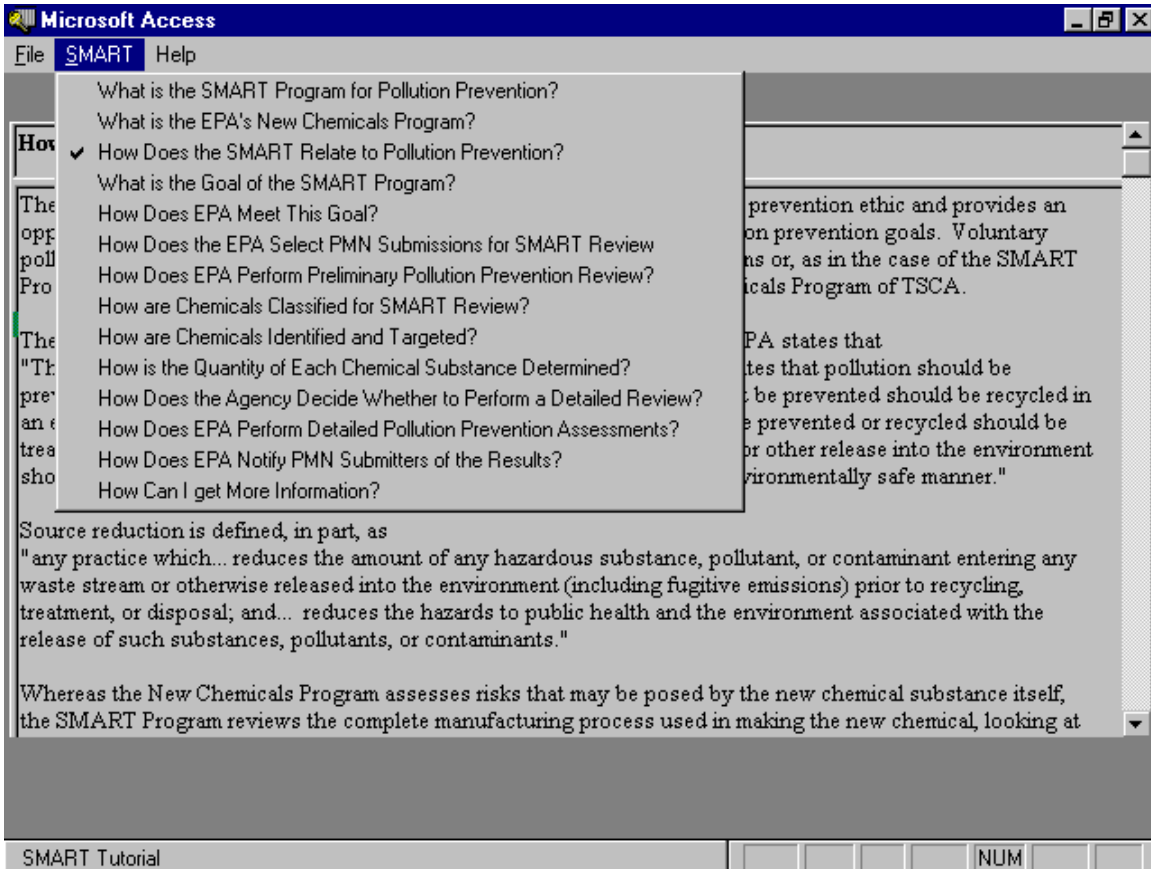 Microsoft Access
File SMART Help
What is the SMART Program for Pollution Prevention?
What is the EPA's New Chemicals Program?
How Does the SMART Relate to Pollution Prevention?
What is the Goal of the SMART Program?
How Does EPA Meet This Goal?
How Does the EPA Select PMN Submissions for SMART Review
How Does EPA Perform Preliminary Pollution Prevention Review?
How are Chemicals Classified for SMART Review?
How are Chemicals Identified and Targeted?
How is the Quantity of Each Chemical Substance Determined?
How Does the Agency Decide Whether to Perform a Detailed Review?
How Does EPA Perform Detailed Pollution Prevention Assessments?
How Does EPA Notify PMN Submitters of the Results?
How Can I get More Information?
How
The prevention ethic and provides an
opp on prevention goals. Voluntary
poll ns or, as in the case of the SMART
Pro icals Program of TSCA.
The PA states that
"Th tes that pollution should be
pre be prevented should be recycled in
an e prevented or recycled should be
trea or other release into the environment
sho vironmentally safe manner."
Source reduction is defined, in part, as
"any practice which... reduces the amount of any hazardous substance, pollutant, or contaminant entering any
waste stream or otherwise released into the environment (including fugitive emissions) prior to recycling,
treatment, or disposal; and... reduces the hazards to public health and the environment associated with the
release of such substances, pollutants, or contaminants."
Whereas the New Chemicals Program assesses risks that may be posed by the new chemical substance itself,
the SMART Program reviews the complete manufacturing process used in making the new chemical, looking at
SMART Tutorial NUM